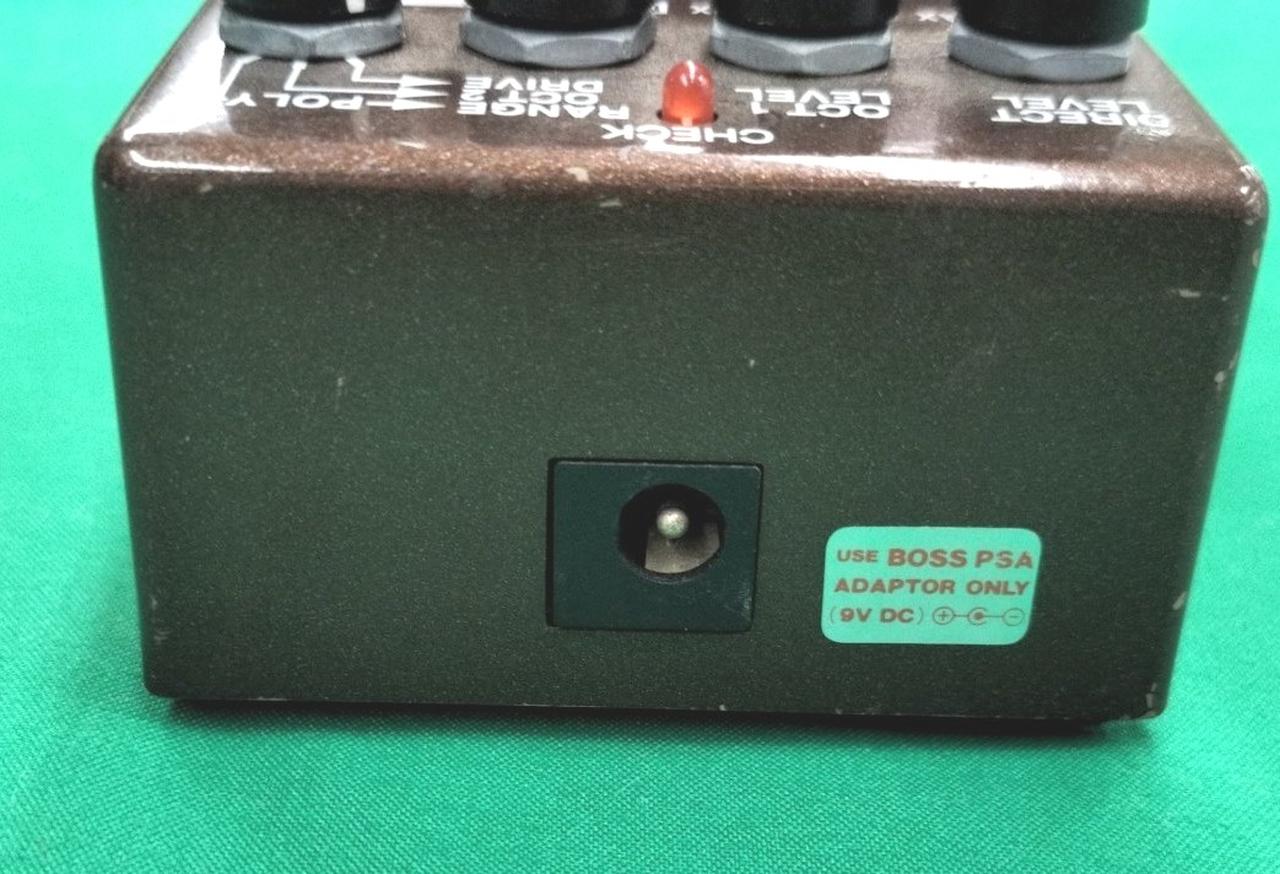 DIRECT
LEVEL
OCT 1
LEVEL
CHECK
RANGE
OCT 2
DRIVE
POLY
USE BOSS PSA
ADAPTOR ONLY
(9V DC)